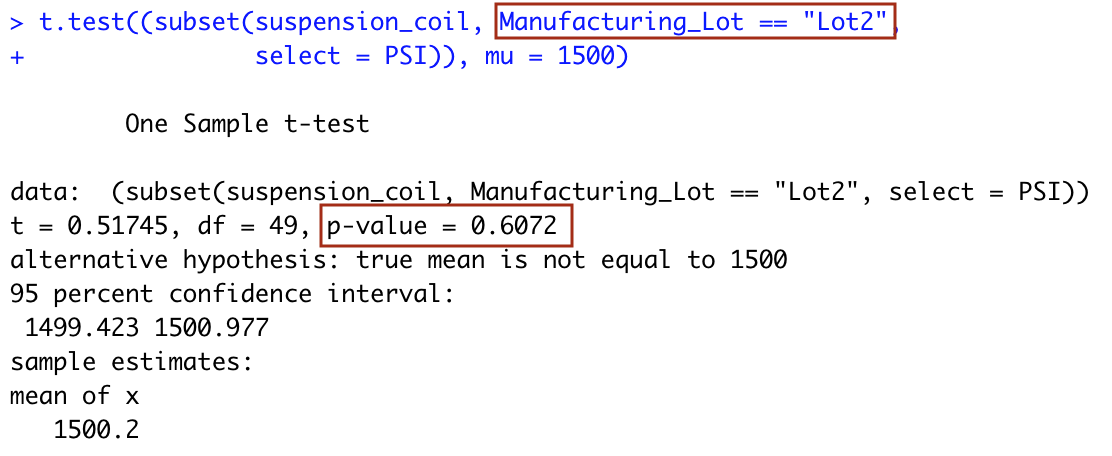 > t.test((subset(suspension_coil, Manufacturing_Lot == "Lot2",
+                select = PSI)), mu = 1500)
One Sample t-test
data:  (subset(suspension_coil, Manufacturing_Lot == "Lot2", select = PSI))
t = 0.51745, df = 49, p-value = 0.6072
alternative hypothesis: true mean is not equal to 1500
95 percent confidence interval:
1499.423 1500.977
sample estimates:
mean of x
1500.2